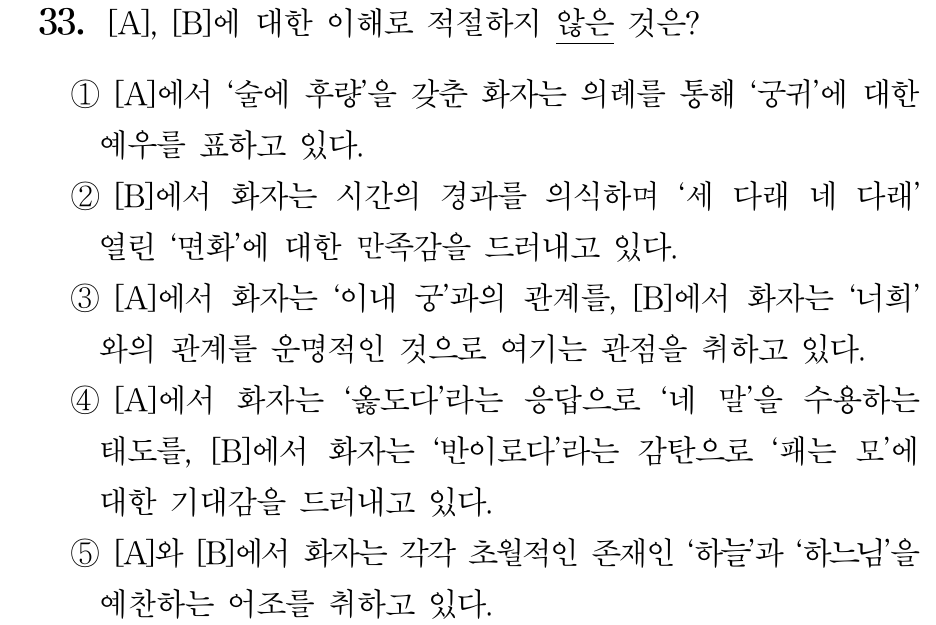 33. [A], [B]에 대한 이해로 적절하지 않은 것은?
① [A]에서 ‘술에 후량’을 갖춘 화자는 의례를 통해 ‘궁귀’에 대한
예우를 표하고 있다.
② [B]에서 화자는 시간의 경과를 의식하며 ‘세 다래 네 다래’
열린 ‘면화’에 대한 만족감을 드러내고 있다.
③ [A]에서 화자는 ‘이내 궁’과의 관계를, [B]에서 화자는 ‘너희’
와의 관계를 운명적인 것으로 여기는 관점을 취하고 있다.
④ [A]에서 화자는 ‘옳도다’라는 응답으로 ‘네 말’을 수용하는
태도를, [B]에서 화자는 ‘반이로다’라는 감탄으로 ‘패는 모’에
대한 기대감을 드러내고 있다.
⑤ [A]와 [B]에서 화자는 각각 초월적인 존재인 ‘하늘’과 ‘하느님’을
예찬하는 어조를 취하고 있다.